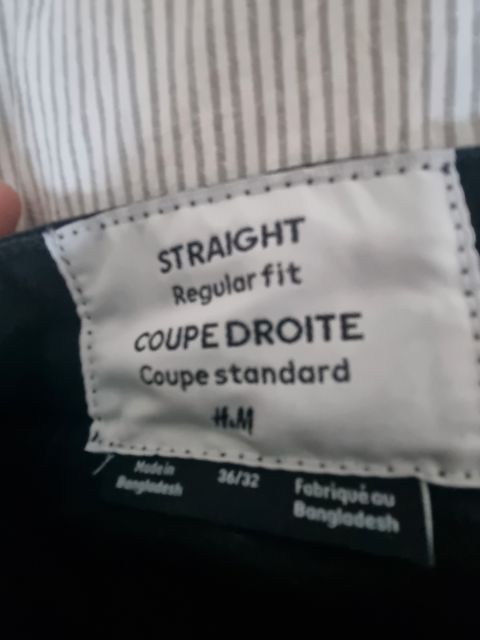 STRAIGHT
Regular fit
COUPE DROITE
Coupe standard
H&M
Made in
Bangladesh
36/32
Fabriqué au
Bangladesh